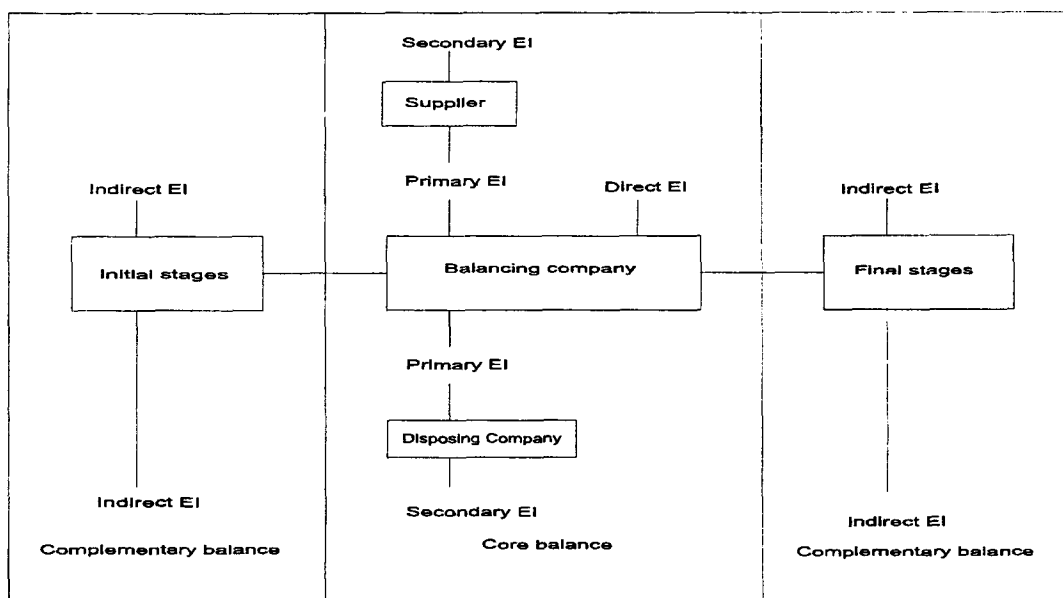 Secondary EI
Supplier
Indirect EI
Primary EI
Direct EI
Indirect EI
Initial stages
Balancing company
Final stages
Primary EI
Disposing Company
Indirect EI
Secondary EI
Indirect EI
Complementary balance
Core balance
Complementary balance